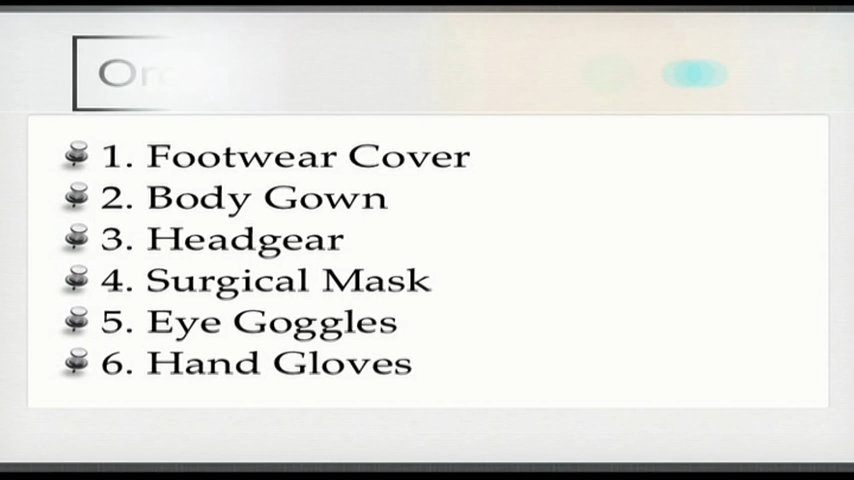 1. Footwear Cover
2. Body Gown
3. Headgear
4. Surgical Mask
5. Eye Goggles
6. Hand Gloves